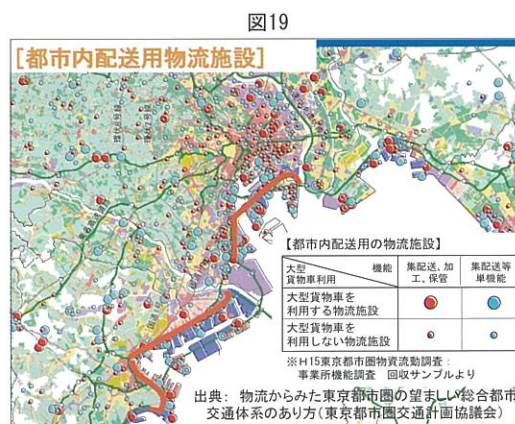 図19
[都市内配送用物流施設]
【都市内配送用の物流施設】
大型
貨物車利用
機能
集配送、加
工、保管
集配送等
単機能
大型貨物車を
利用する物流施設
大型貨物車を
利用しない物流施設
※H15東京都市圏物資流動調査：
事業所機能調査 回収サンプルより
出典： 物流からみた東京都市圏の望ましい総合都市
交通体系のあり方(東京都市圏交通計画協議会)